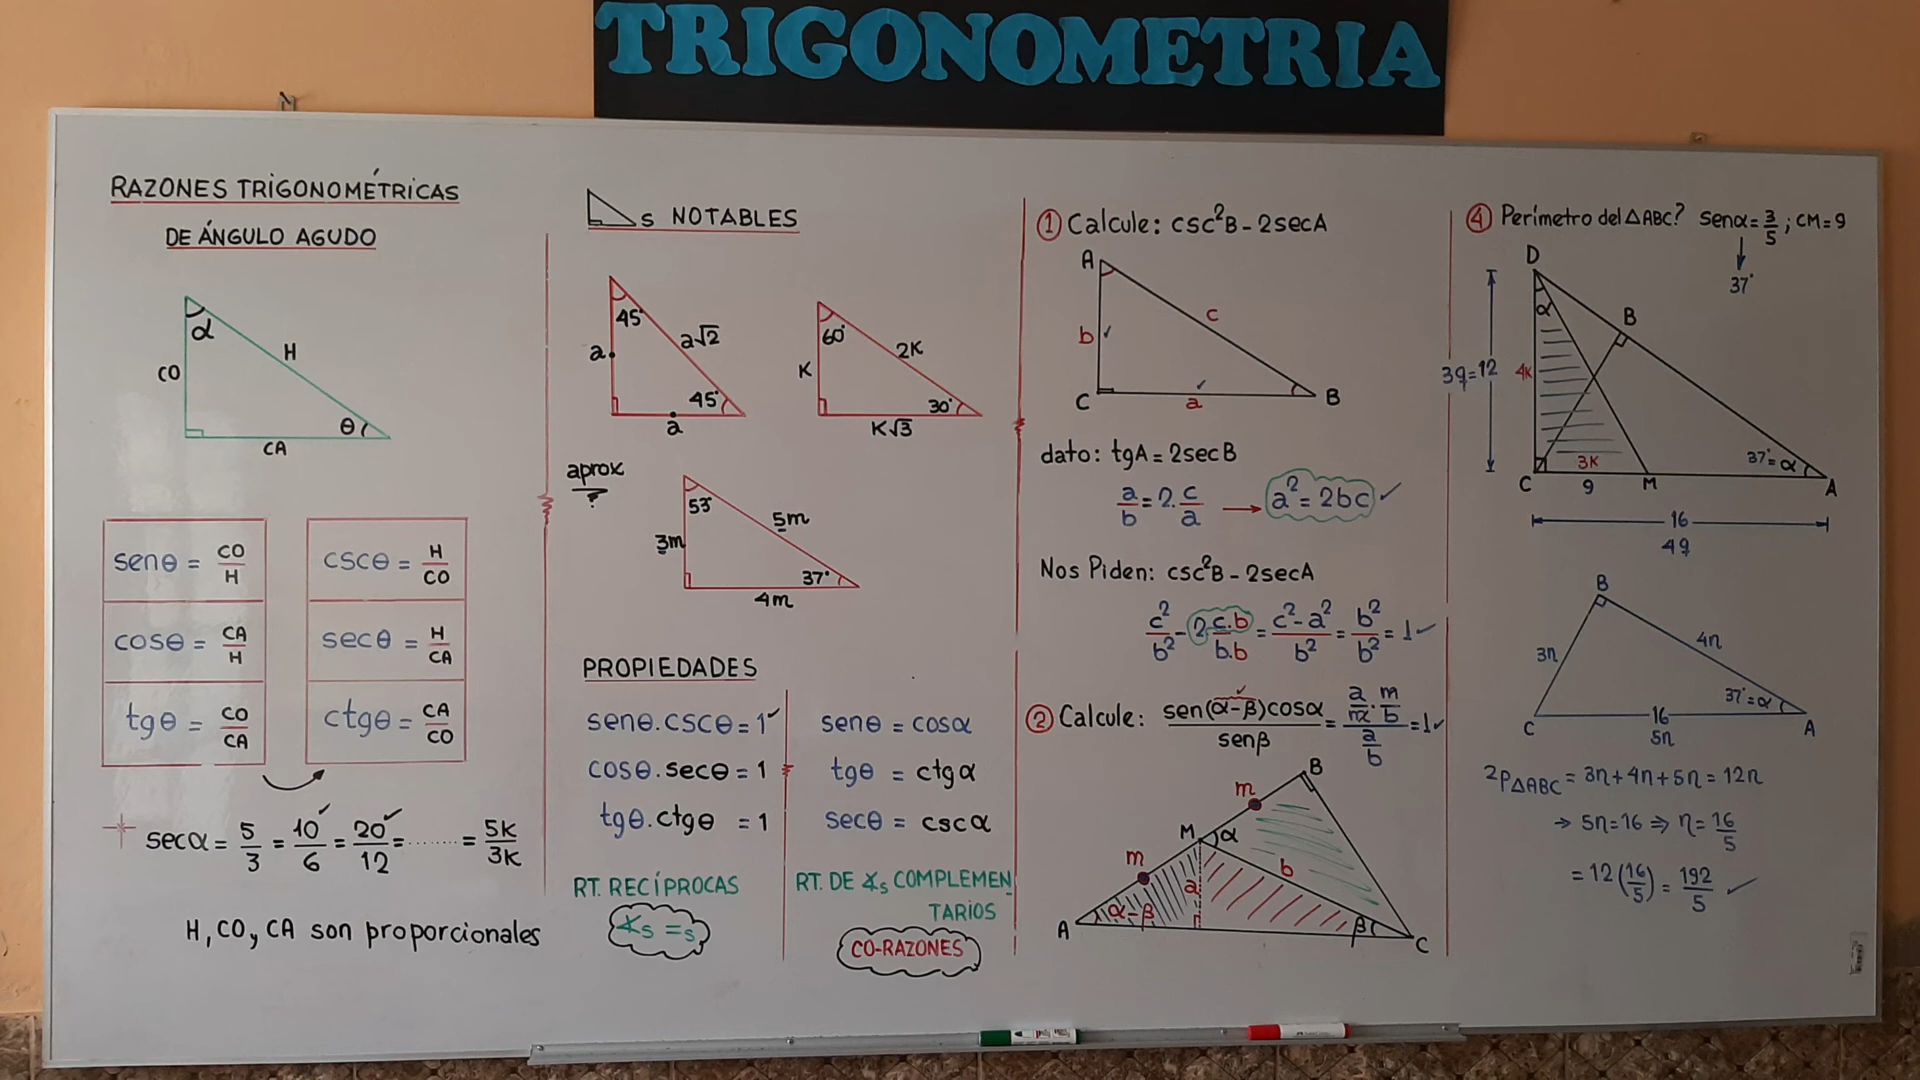 TRIGONOMETRIA
RAZONES TRIGONOMÉTRICAS
DE ÁNGULO AGUDO
α
H
CO
θ
CA
senθ = CO/H
cscθ = H/CO
cosθ = CA/H
secθ = H/CA
tgθ = CO/CA
ctgθ = CA/CO
secα = 5/3 = 10/6 = 20/12 = ........ = 5K/3K
H, CO, y CA son proporcionales
s NOTABLES
45°
a√2
a
45°
a
60°
2K
K
30°
K√3
aprox
53°
5m
3m
37°
4m
PROPIEDADES
senθ.cscθ = 1
cosθ.secθ = 1
tgθ.ctgθ = 1
RT. RECÍPROCAS
∡s =s
senθ = cosα
tgθ = ctgα
secθ = cscα
RT. DE ∡s COMPLEMEN-
TARIOS
CO-RAZONES
① Calcule: csc²B - 2secA
A
c
b
C
a
B
dato: tgA = 2secB
a/b = 2.c/a → a² = 2bc
Nos Piden: csc²B - 2secA
c²/b² - 2 c.b/b.b = c²-a²/b² = b²/b² = 1
② Calcule: sen(α-β)cosα/senβ = a/m . m/b / a/b = 1
B
m
M
α
m
a
b
α-β
β
A
C
④ Perímetro del △ABC? Senα = 3/5 ; CM = 9
37°
D
α
B
3q=12
4K
3K
37°=α
C
9
M
A
16
4q
B
3n
4n
37°=α
C
16
A
5n
2P△ABC = 3n+4n+5n = 12n
⇒ 5n=16 ⇒ n= 16/5
= 12(16/5) = 192/5